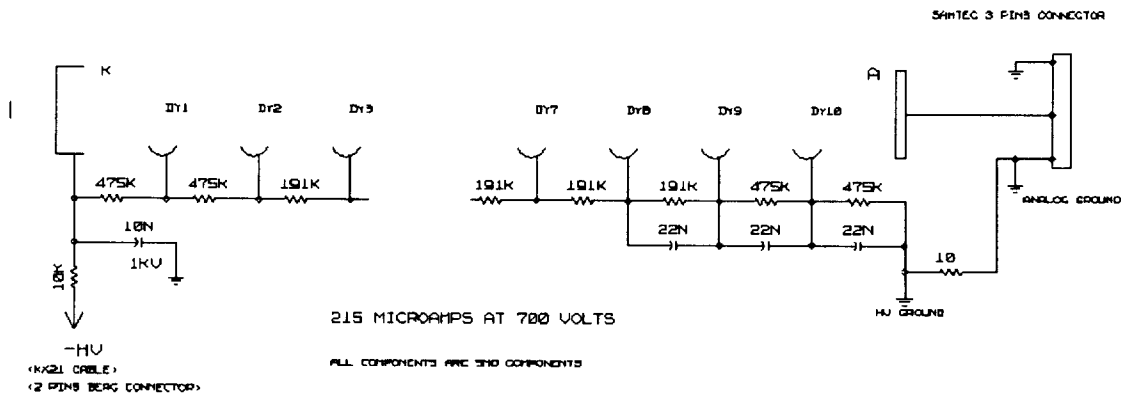 SAMTEC 3 PINS CONNECTOR
K
A
DY1
DY2
DY3
DY7
DY8
DY9
DY10
475K
475K
191K
191K
191K
191K
475K
475K
ANALOG GROUND
10N
1KV
22N
22N
22N
10K
10
HV GROUND
215 MICROAMPS AT 700 VOLTS
-HV
ALL COMPONENTS ARE SMD COMPONENTS
(KX21 CABLE)
(2 PINS BERG CONNECTOR)